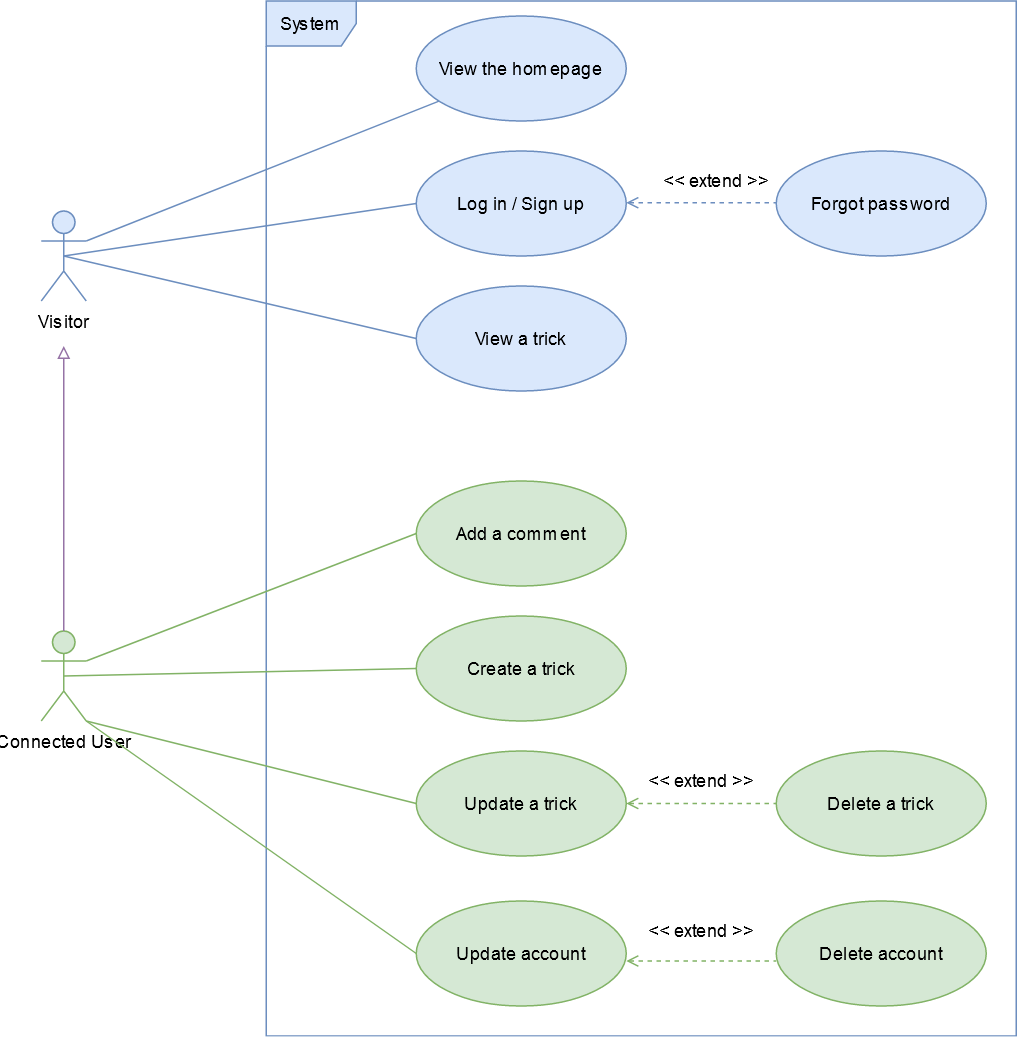 System
View the homepage
Log in / Sign up
<< extend >>
Forgot password
Visitor
View a trick
Add a comment
Create a trick
Connected User
Update a trick
<< extend >>
Delete a trick
Update account
<< extend >>
Delete account